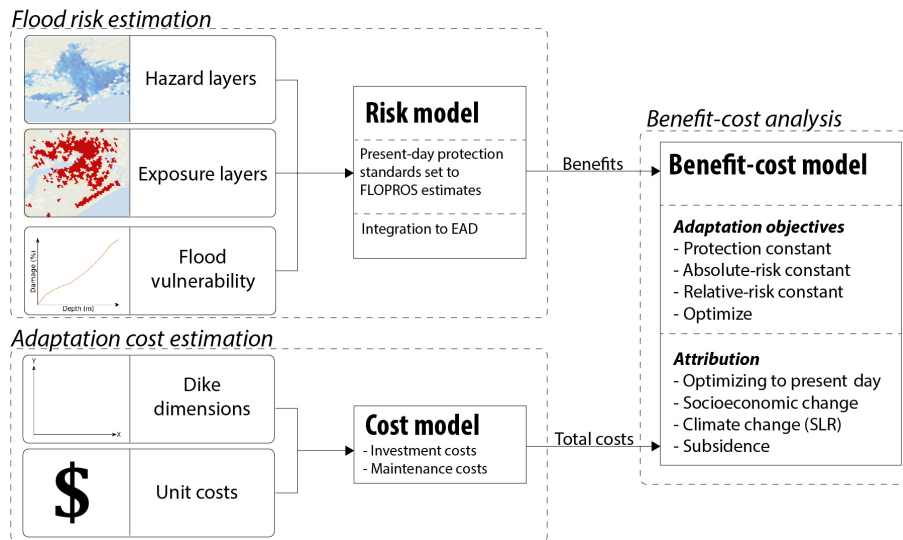 Flood risk estimation
Hazard layers
Exposure layers
Damage (%)
Depth (m)
Flood
vulnerability
Risk model
Present-day protection
standards set to
FLOPROS estimates
Integration to EAD
Benefits
Adaptation cost estimation
Y
X
Dike
dimensions
$
Unit costs
Cost model
- Investment costs
- Maintenance costs
Total costs
Benefit-cost analysis
Benefit-cost model
Adaptation objectives
- Protection constant
- Absolute-risk constant
- Relative-risk constant
- Optimize
Attribution
- Optimizing to present day
- Socioeconomic change
- Climate change (SLR)
- Subsidence